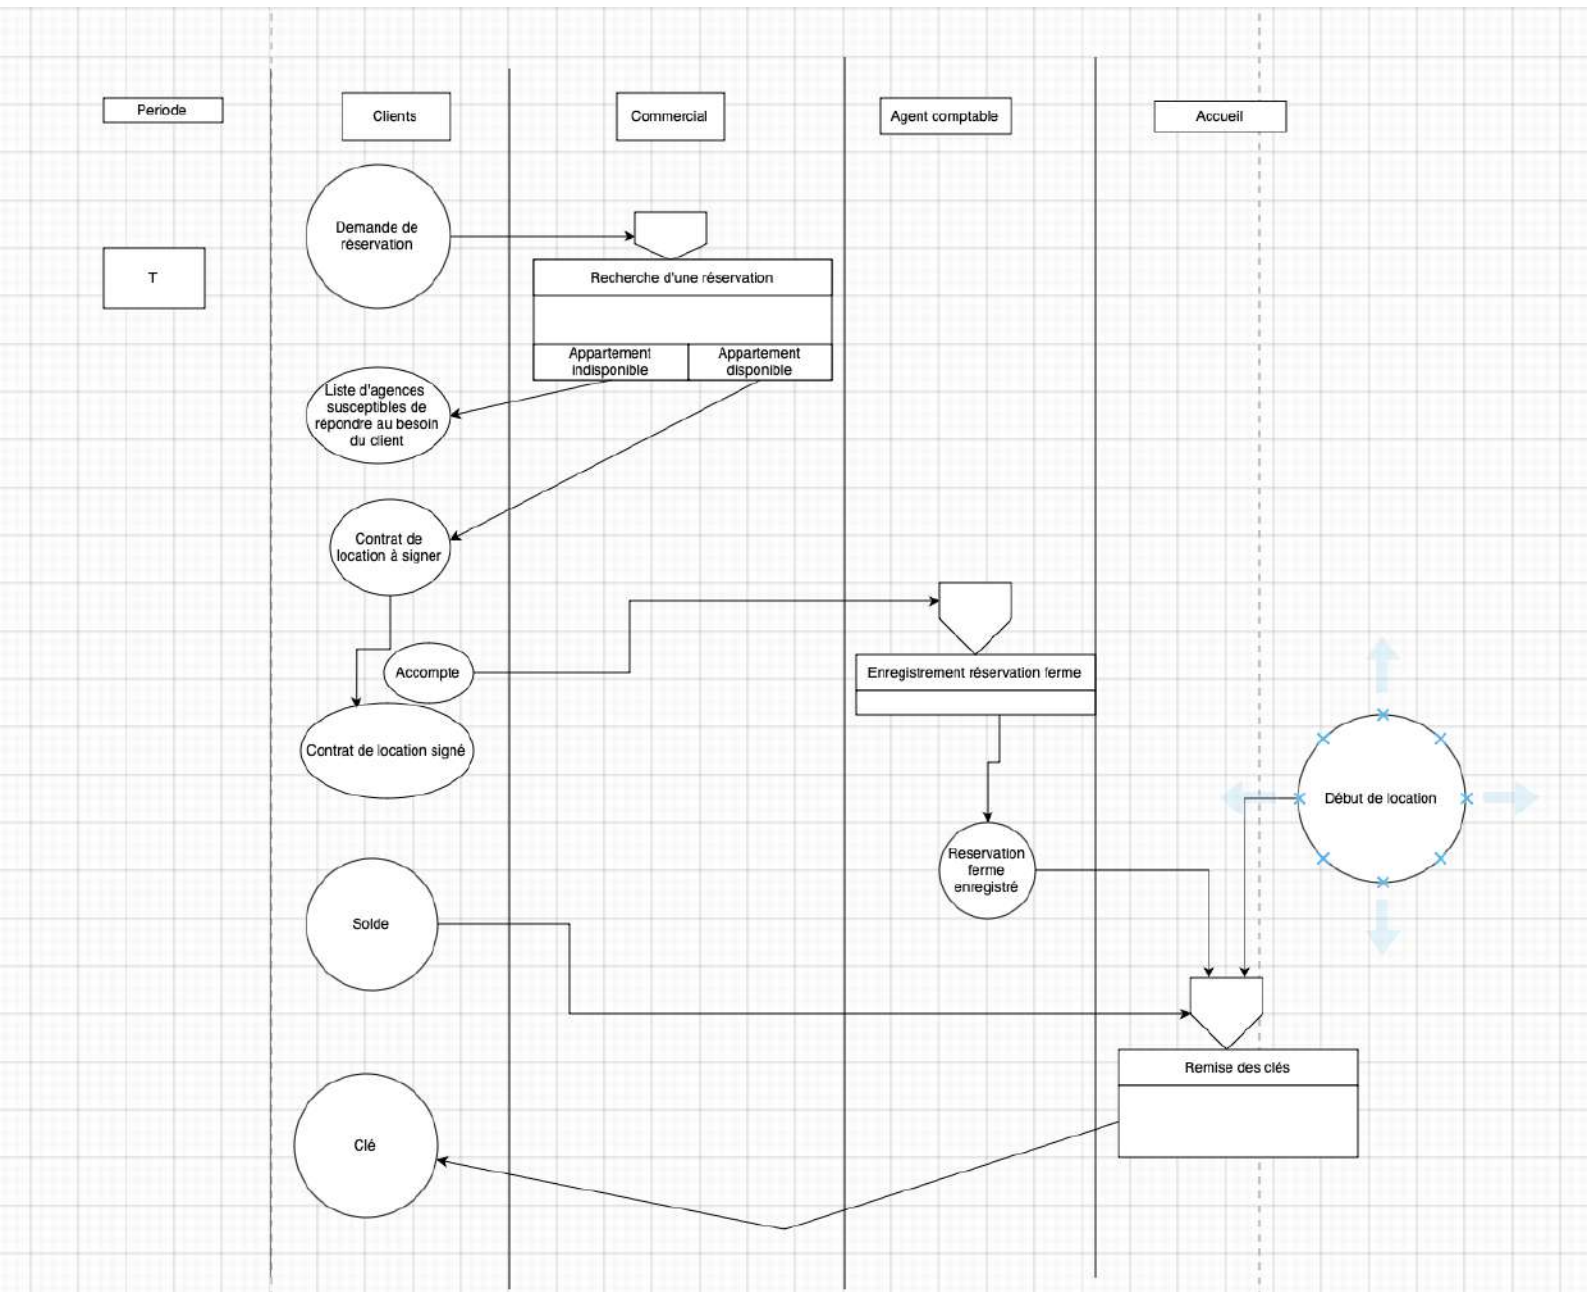 Periode
Clients
Commercial
Agent comptable
Accueil
Demande de
réservation
T
Recherche d'une réservation
Appartement
indisponible
Appartement
disponible
Liste d'agences
susceptibles de
répondre au besoin
du client
Contrat de
location à signer
Accompte
Enregistrement réservation ferme
Contrat de location signé
Début de location
Reservation
ferme
enregistré
Solde
Remise des clés
Clé